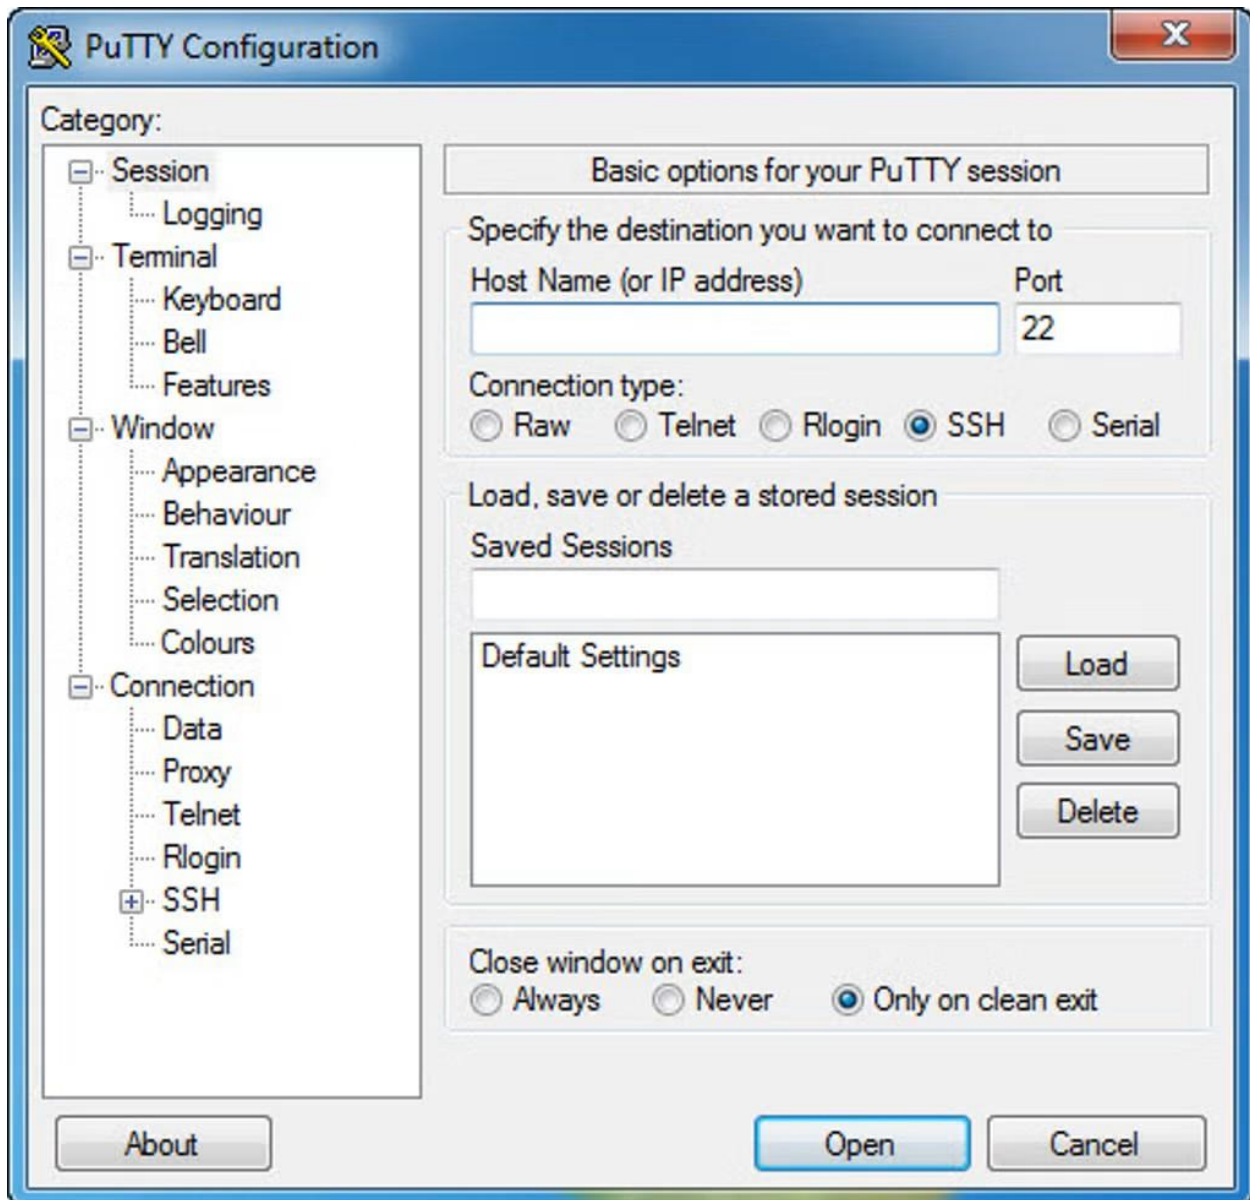 PuTTY Configuration
Category:
Session
Logging
Terminal
Keyboard
Bell
Features
Window
Appearance
Behaviour
Translation
Selection
Colours
Connection
Data
Proxy
Telnet
Rlogin
SSH
Serial
Basic options for your PuTTY session
Specify the destination you want to connect to
Host Name (or IP address) Port
22
Connection type:
Raw Telnet Rlogin SSH Serial
Load, save or delete a stored session
Saved Sessions
Default Settings
Load
Save
Delete
Close window on exit:
Always Never Only on clean exit
About Open Cancel